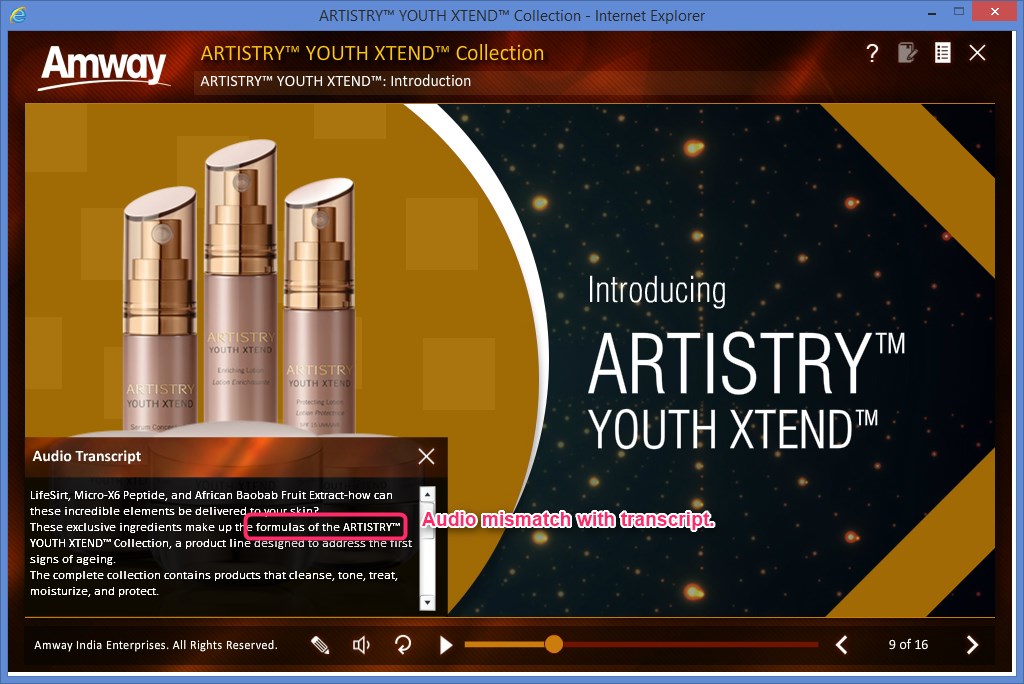 ARTISTRY™ YOUTH XTEND™ Collection - Internet Explorer
Amway
ARTISTRY™ YOUTH XTEND™ Collection
ARTISTRY™ YOUTH XTEND™: Introduction
?
ARTISTRY
YOUTH XTEND
Enriching Lotion
Lotion Enrichissante
ARTISTRY
YOUTH XTEND
Serum Concentré
ARTISTRY
YOUTH XTEND
Protecting Lotion
Lotion Protectrice
Introducing
ARTISTRY™
YOUTH XTEND™
Audio Transcript
LifeSirt, Micro-X6 Peptide, and African Baobab Fruit Extract-how can
these incredible elements be delivered to your skin?
These exclusive ingredients make up the formulas of the ARTISTRY™
YOUTH XTEND™ Collection, a product line designed to address the first
signs of ageing.
The complete collection contains products that cleanse, tone, treat,
moisturize, and protect.
Audio mismatch with transcript.
Amway India Enterprises. All Rights Reserved.
9 of 16